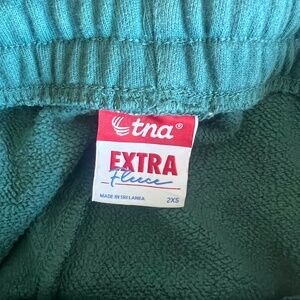 tna®
EXTRA
Fleece
MADE IN SRI LANKA 2XS